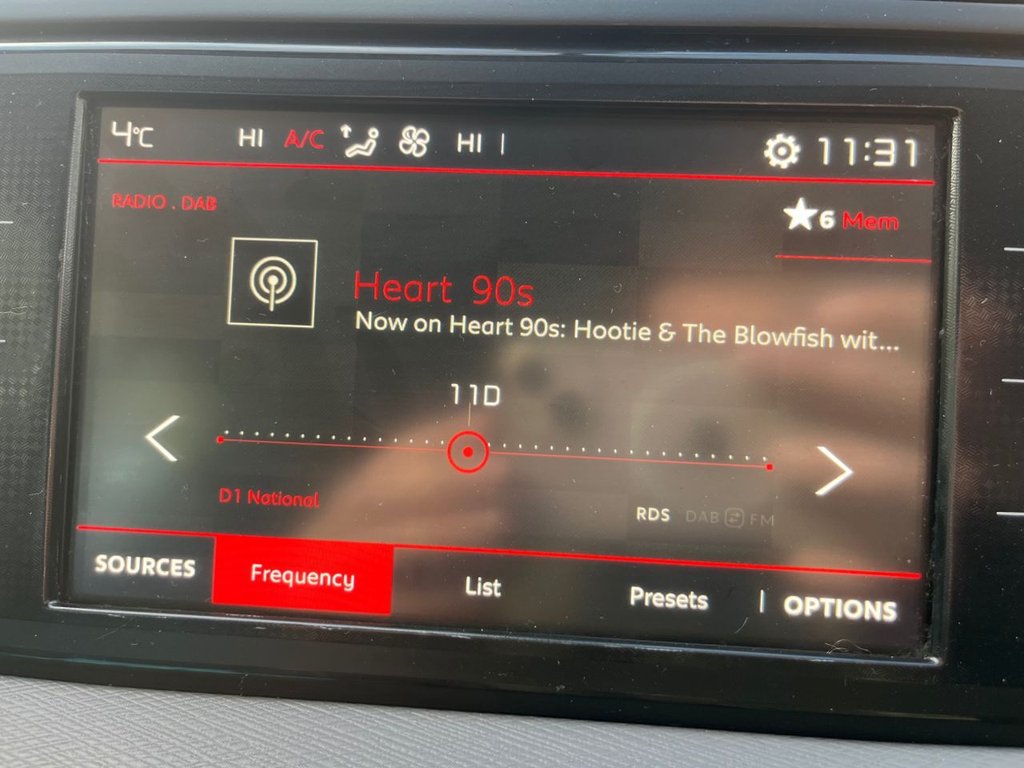 4°C HI A/C HI | 11:31
RADIO . DAB
6 Mem
Heart 90s
Now on Heart 90s: Hootie & The Blowfish wit...
11D
D1 National
RDS DAB FM
SOURCES Frequency List Presets | OPTIONS